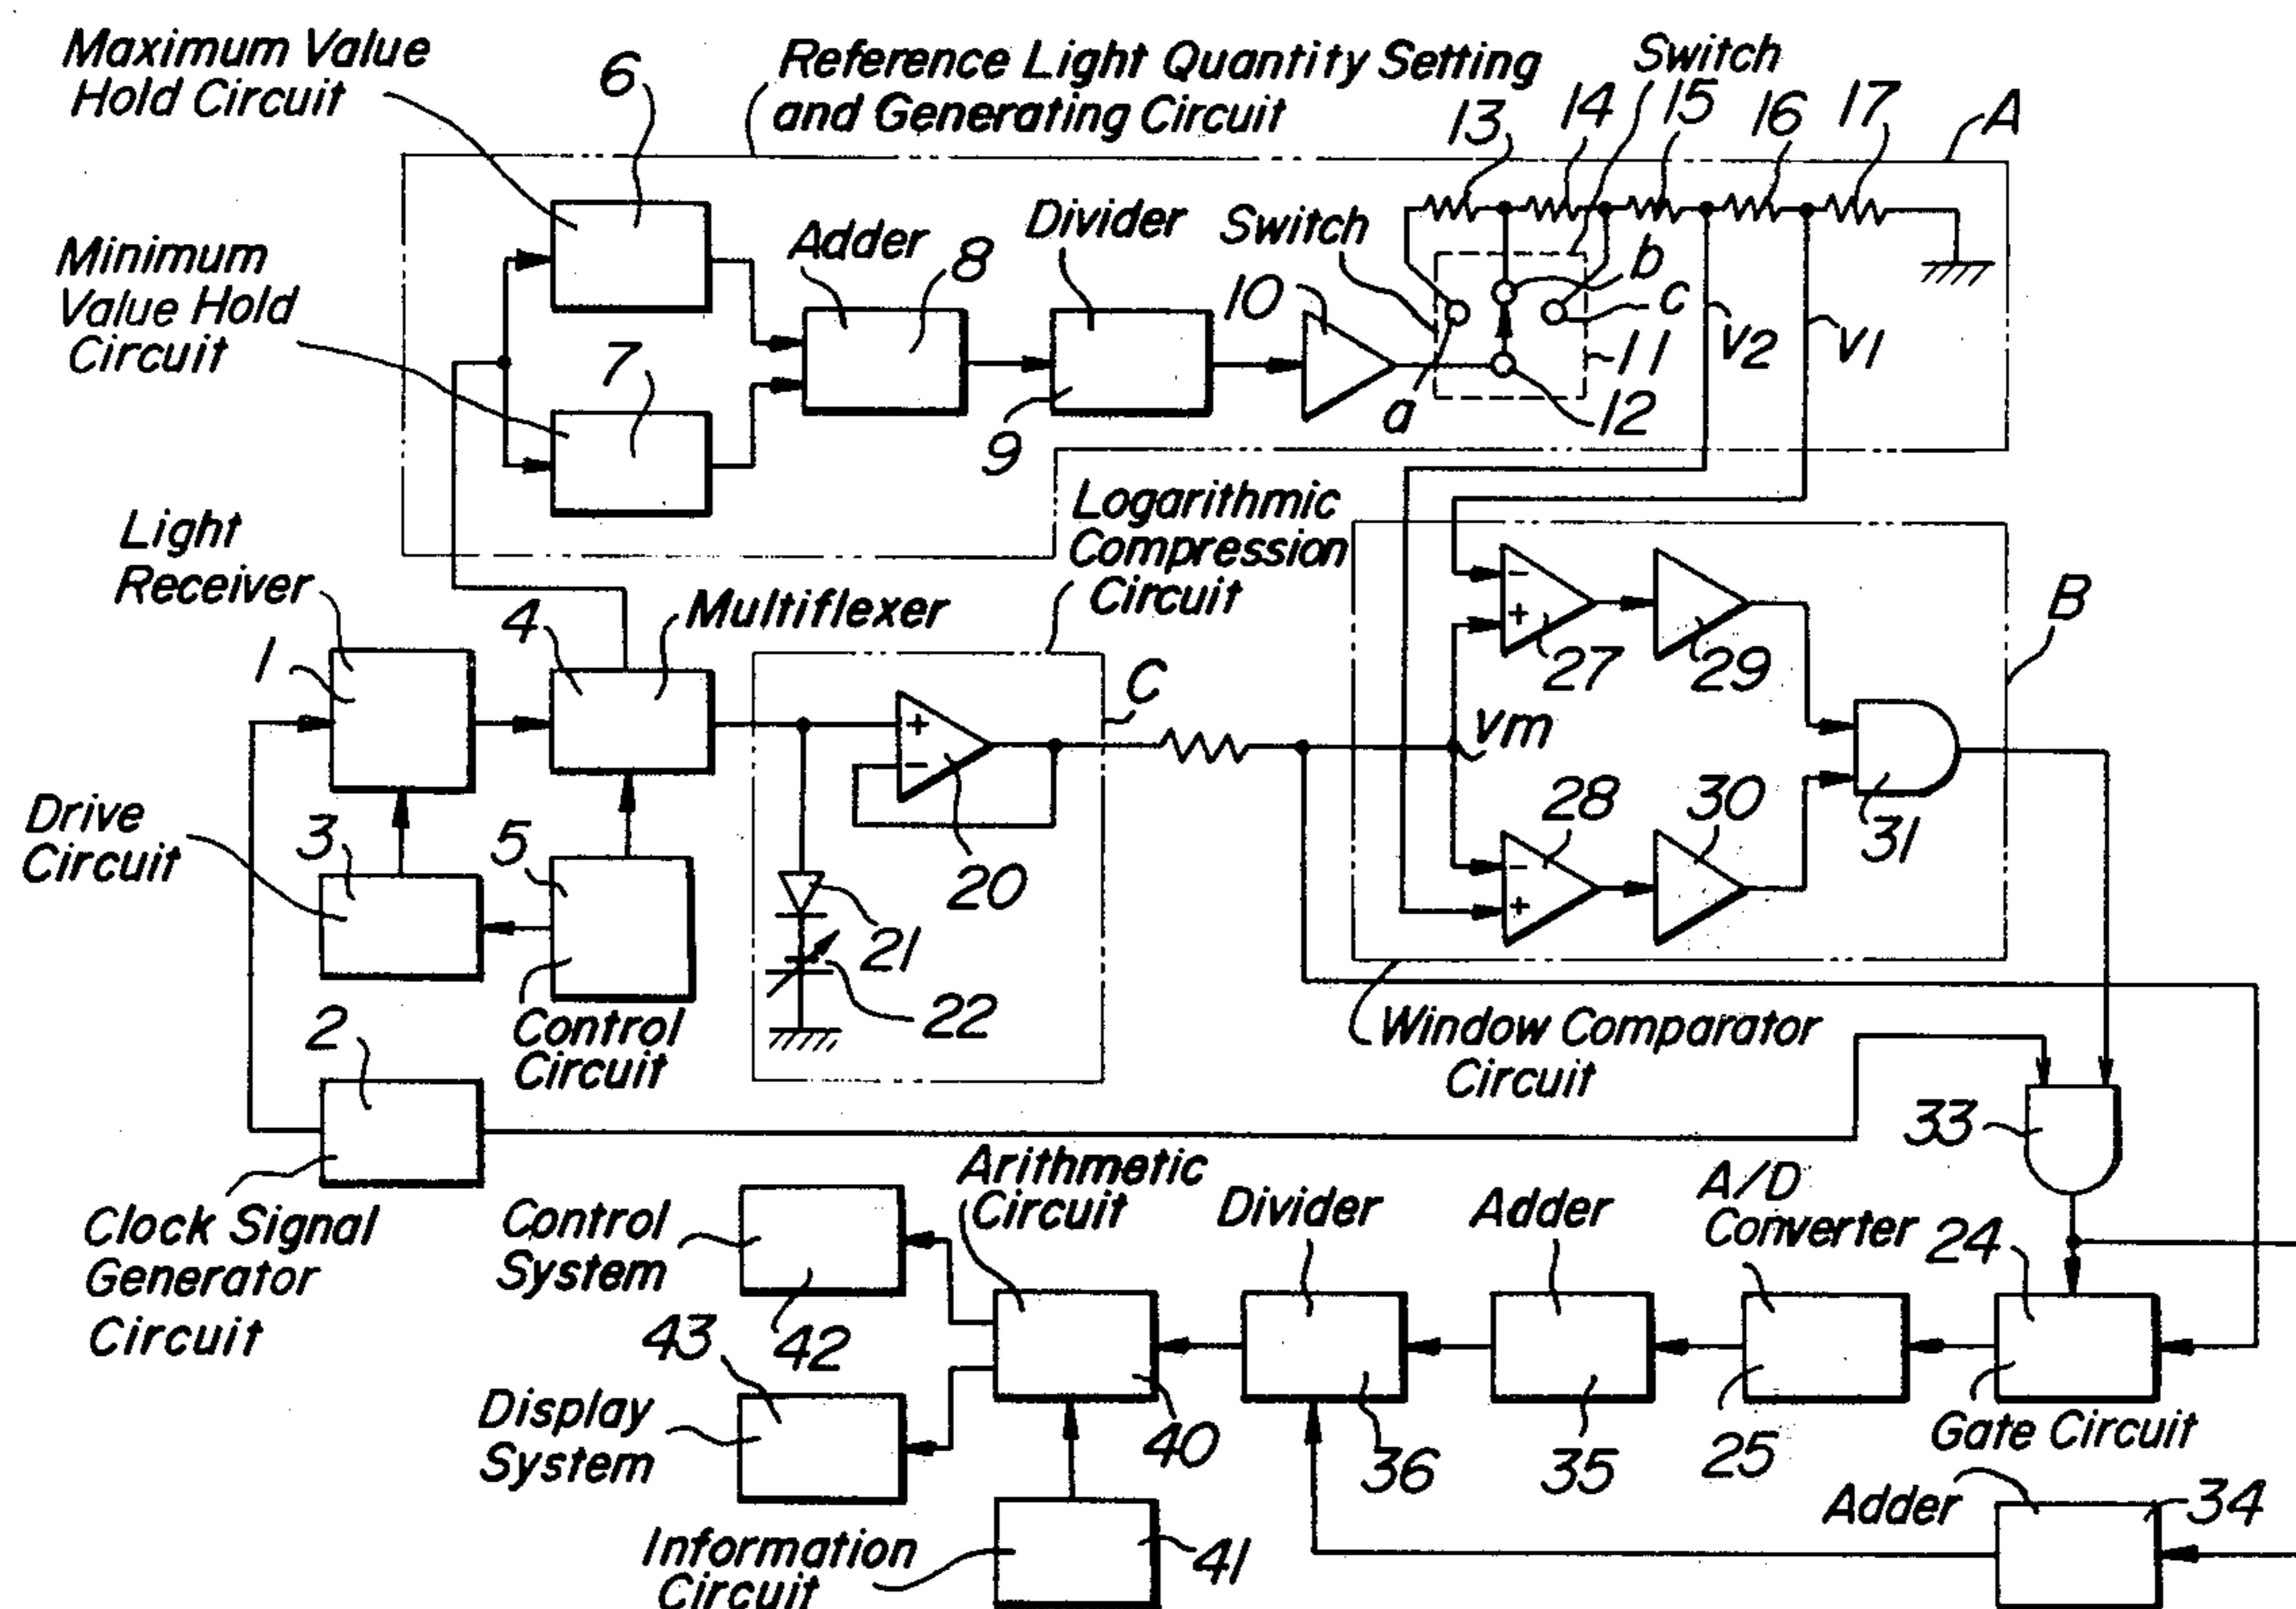 Maximum Value
Hold Circuit
6
Reference Light Quantity Setting
and Generating Circuit
Switch
13
14
15
16
17
A
Minimum
Value Hold
Circuit
7
Adder
8
Divider
9
Switch
10
a
b
c
11
12
V2
V1
Light
Receiver
1
4
Multiflexer
Logarithmic
Compression
Circuit
C
+
-
20
21
22
Vm
-
+
27
29
B
28
30
-
+
31
Drive
Circuit
3
5
Control
Circuit
2
Clock Signal
Generator
Circuit
Window Comparator
Circuit
33
Control
System
42
Arithmetic
Circuit
40
Divider
36
Adder
35
A/D
Converter
25
24
Gate Circuit
43
Display
System
Information
Circuit
41
Adder
34